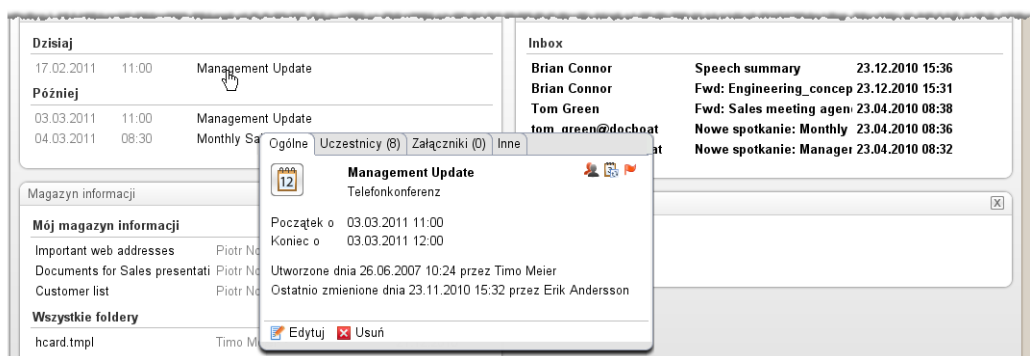 Dzisiaj
17.02.2011 11:00 Management Update
Później
03.03.2011 11:00 Management Update
04.03.2011 08:30 Monthly Sa
Inbox
Brian Connor Speech summary 23.12.2010 15:36
Brian Connor Fwd: Engineering_concep 23.12.2010 15:31
Tom Green Fwd: Sales meeting agen 23.04.2010 08:38
tom_green@docboat Nowe spotkanie: Monthly 23.04.2010 08:36
at Nowe spotkanie: Manager 23.04.2010 08:32
Ogólne Uczestnicy (8) Załączniki (0) Inne
12
Management Update
Telefonkonferenz
Początek o 03.03.2011 11:00
Koniec o 03.03.2011 12:00
Utworzone dnia 26.06.2007 10:24 przez Timo Meier
Ostatnio zmienione dnia 23.11.2010 15:32 przez Erik Andersson
Edytuj Usuń
Magazyn informacji
Mój magazyn informacji
Important web addresses Piotr No
Documents for Sales presentati Piotr No
Customer list Piotr No
Wszystkie foldery
hcard.tmpl Timo M